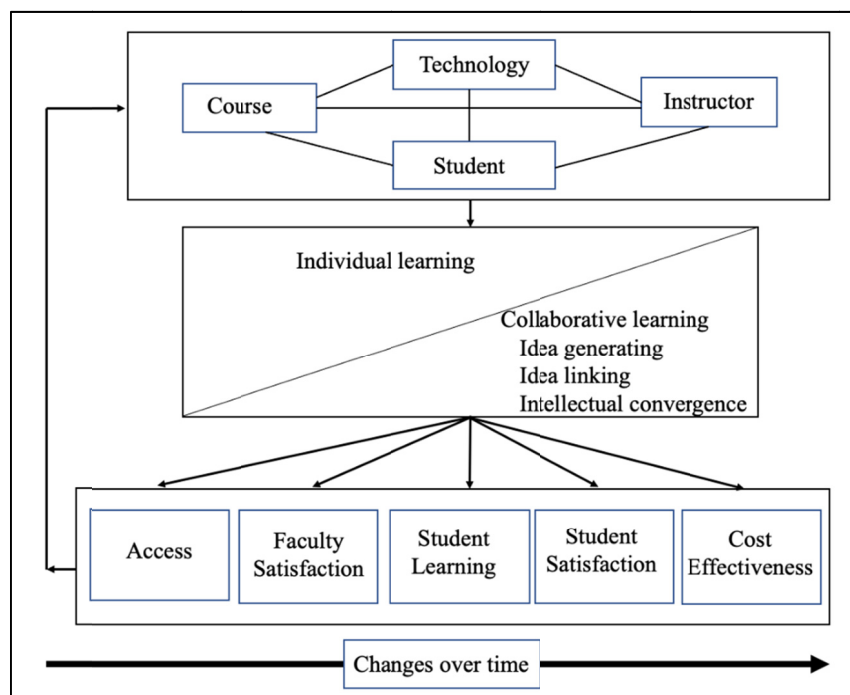 Technology
Course
Instructor
Student
Individual learning
Collaborative learning
Idea generating
Idea linking
Intellectual convergence
Access
Faculty
Satisfaction
Student
Learning
Student
Satisfaction
Cost
Effectiveness
Changes over time